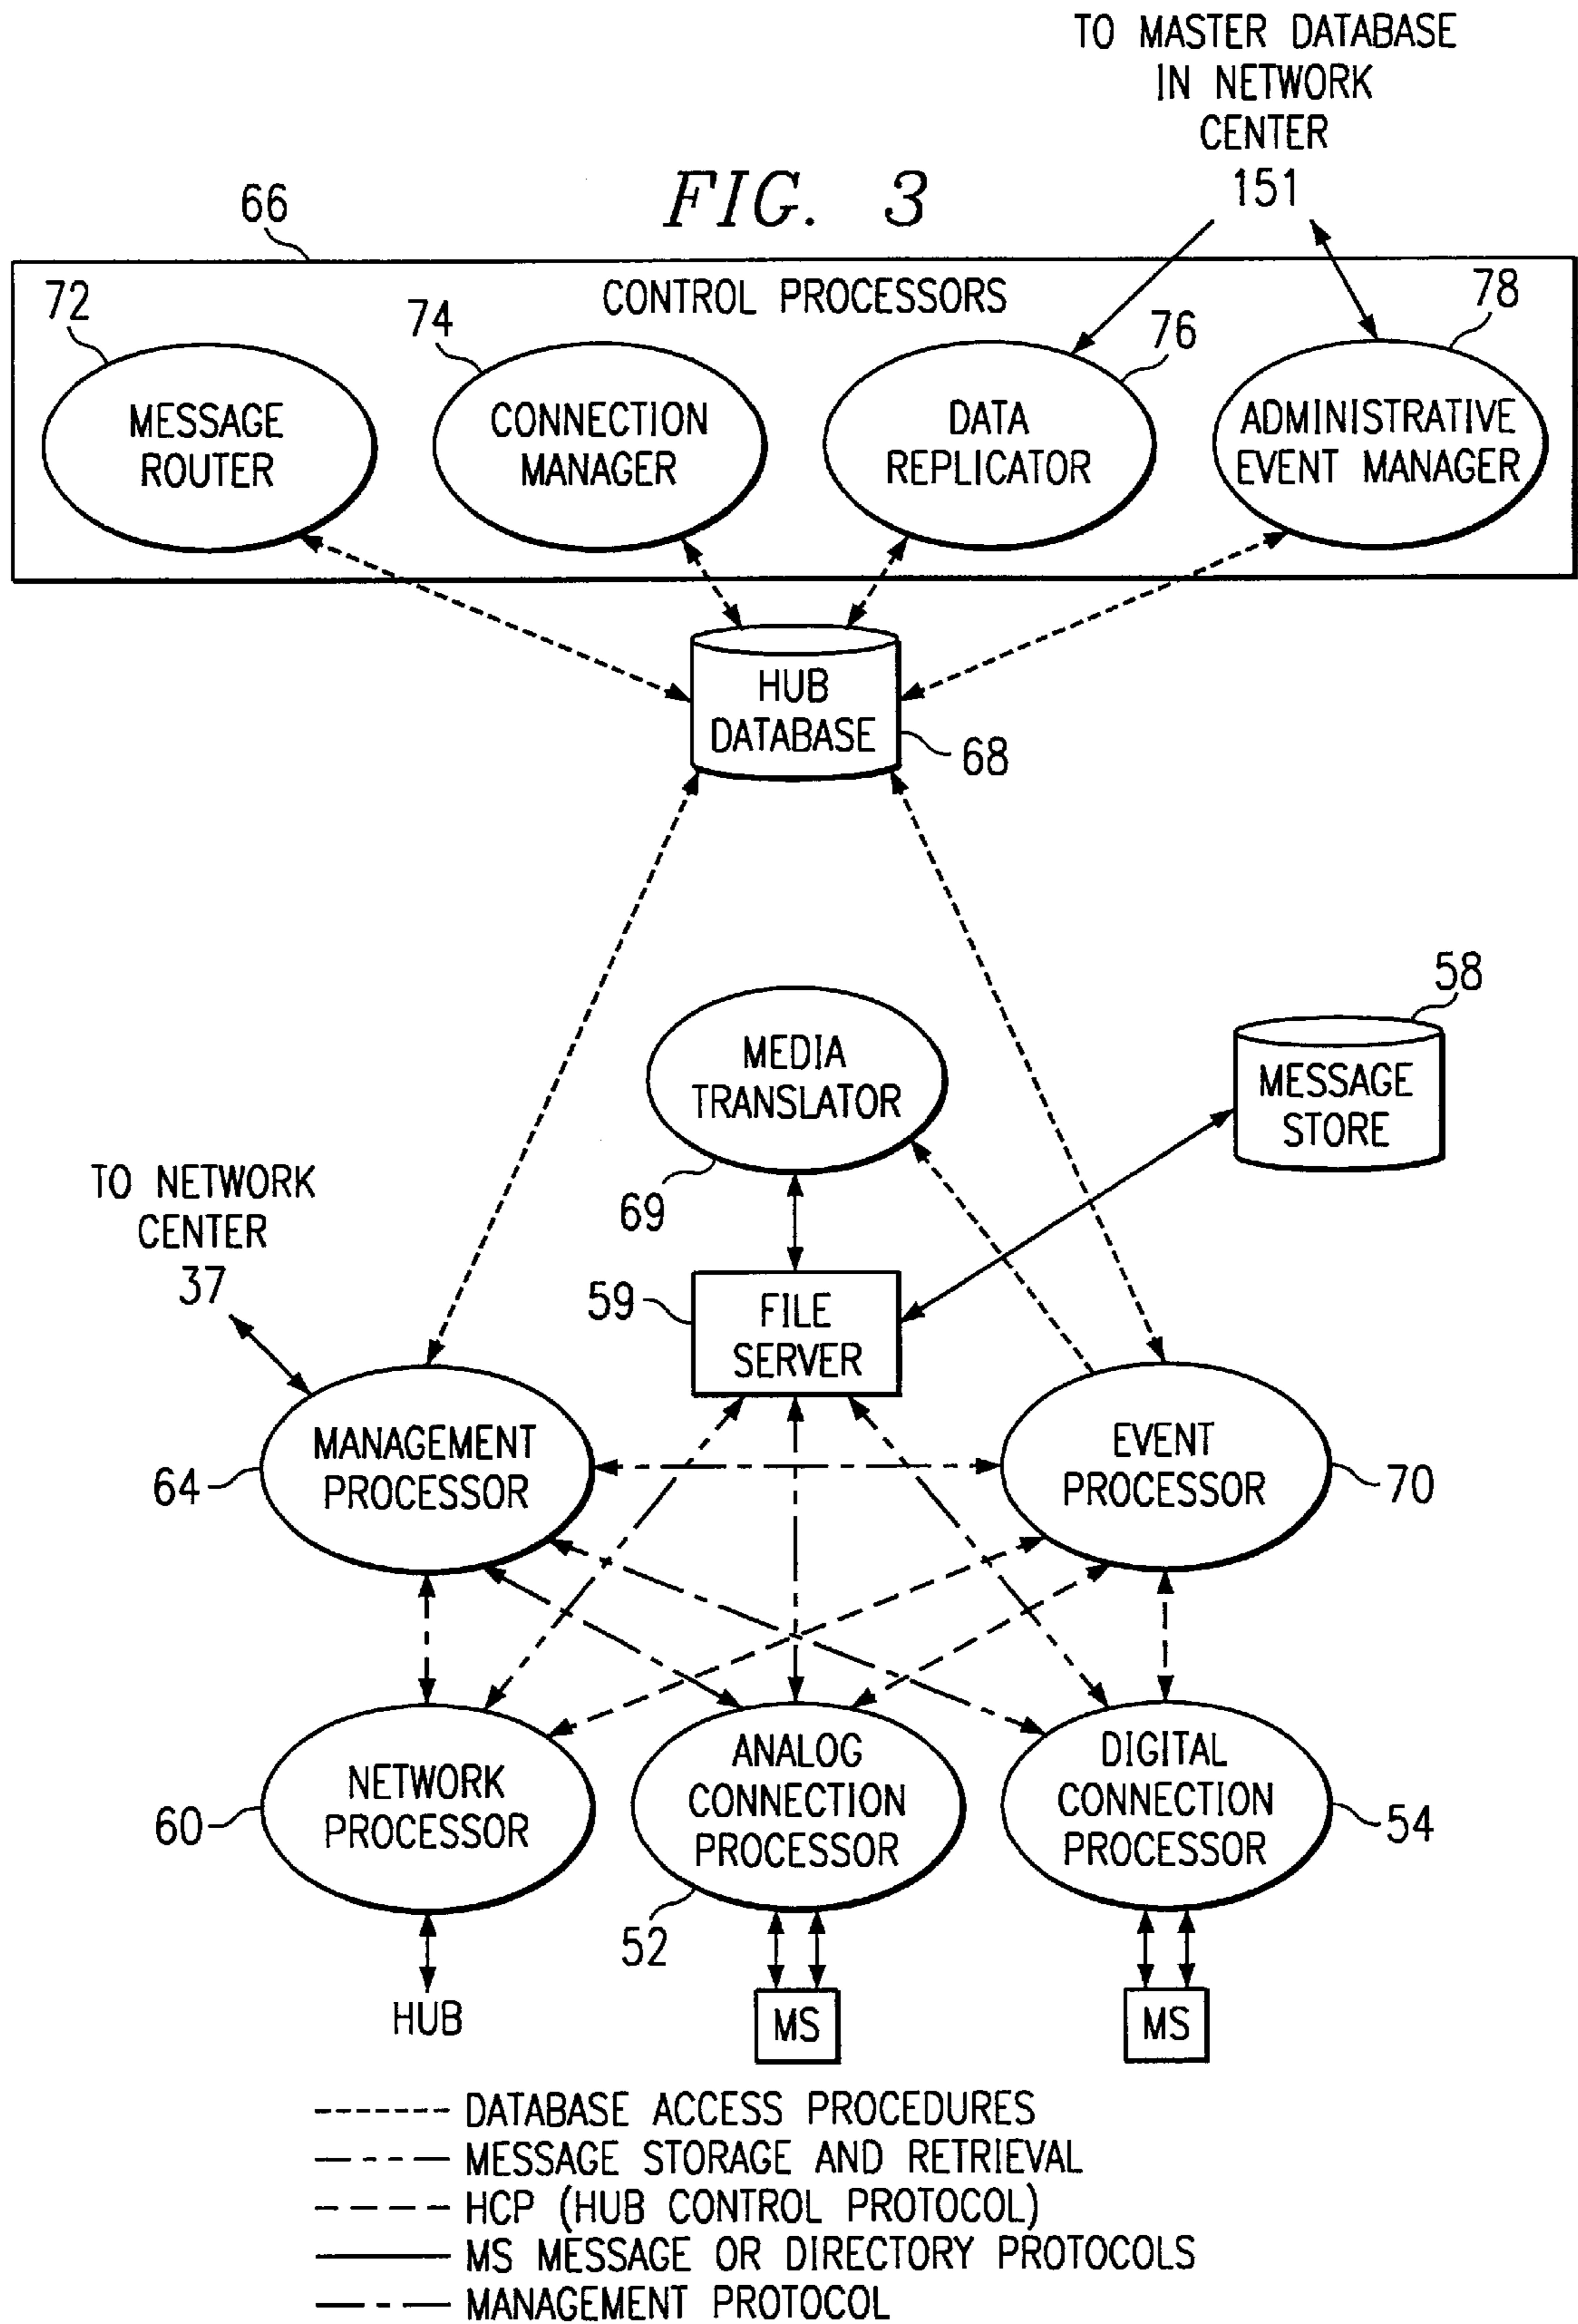 TO MASTER DATABASE
IN NETWORK
CENTER
151
FIG. 3
66
CONTROL PROCESSORS
72
74
76
78
MESSAGE
ROUTER
CONNECTION
MANAGER
DATA
REPLICATOR
ADMINISTRATIVE
EVENT MANAGER
HUB
DATABASE
68
58
MESSAGE
STORE
MEDIA
TRANSLATOR
69
TO NETWORK
CENTER
37
59
FILE
SERVER
MANAGEMENT
PROCESSOR
64
EVENT
PROCESSOR
70
NETWORK
PROCESSOR
60
ANALOG
CONNECTION
PROCESSOR
52
DIGITAL
CONNECTION
PROCESSOR
54
HUB
MS
MS
DATABASE ACCESS PROCEDURES
MESSAGE STORAGE AND RETRIEVAL
HCP (HUB CONTROL PROTOCOL)
MS MESSAGE OR DIRECTORY PROTOCOLS
MANAGEMENT PROTOCOL